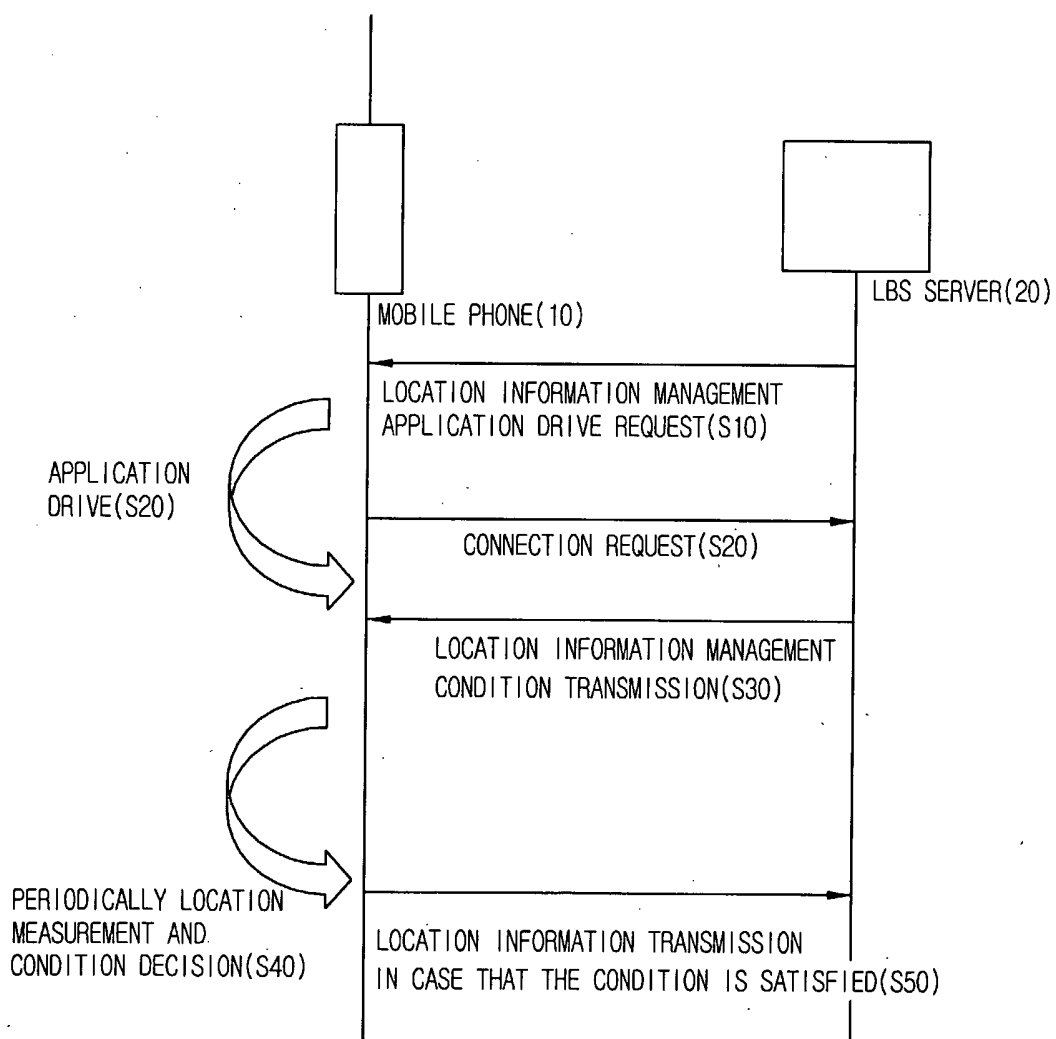 LBS SERVER(20)
MOBILE PHONE(10)
LOCATION INFORMATION MANAGEMENT
APPLICATION DRIVE REQUEST(S10)
APPLICATION
DRIVE(S20)
CONNECTION REQUEST(S20)
LOCATION INFORMATION MANAGEMENT
CONDITION TRANSMISSION(S30)
PERIODICALLY LOCATION
MEASUREMENT AND
CONDITION DECISION(S40)
LOCATION INFORMATION TRANSMISSION
IN CASE THAT THE CONDITION IS SATISFIED(S50)